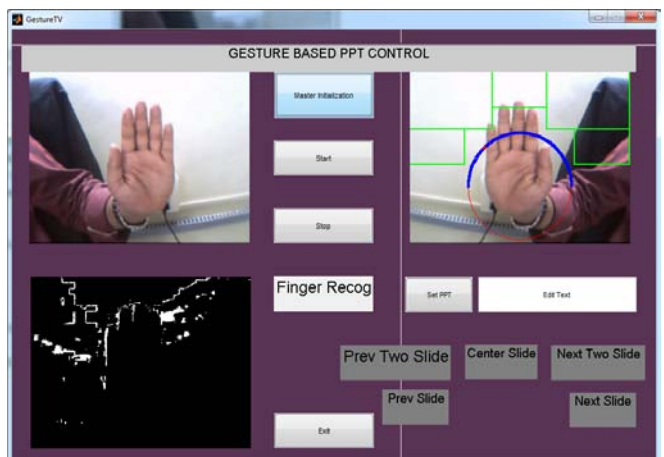 GestureTV
GESTURE BASED PPT CONTROL
Master Initialization
Start
Stop
Finger Recog
Set PPT
Edit Text
Prev Two Slide
Center Slide
Next Two Slide
Prev Slide
Next Slide
Exit